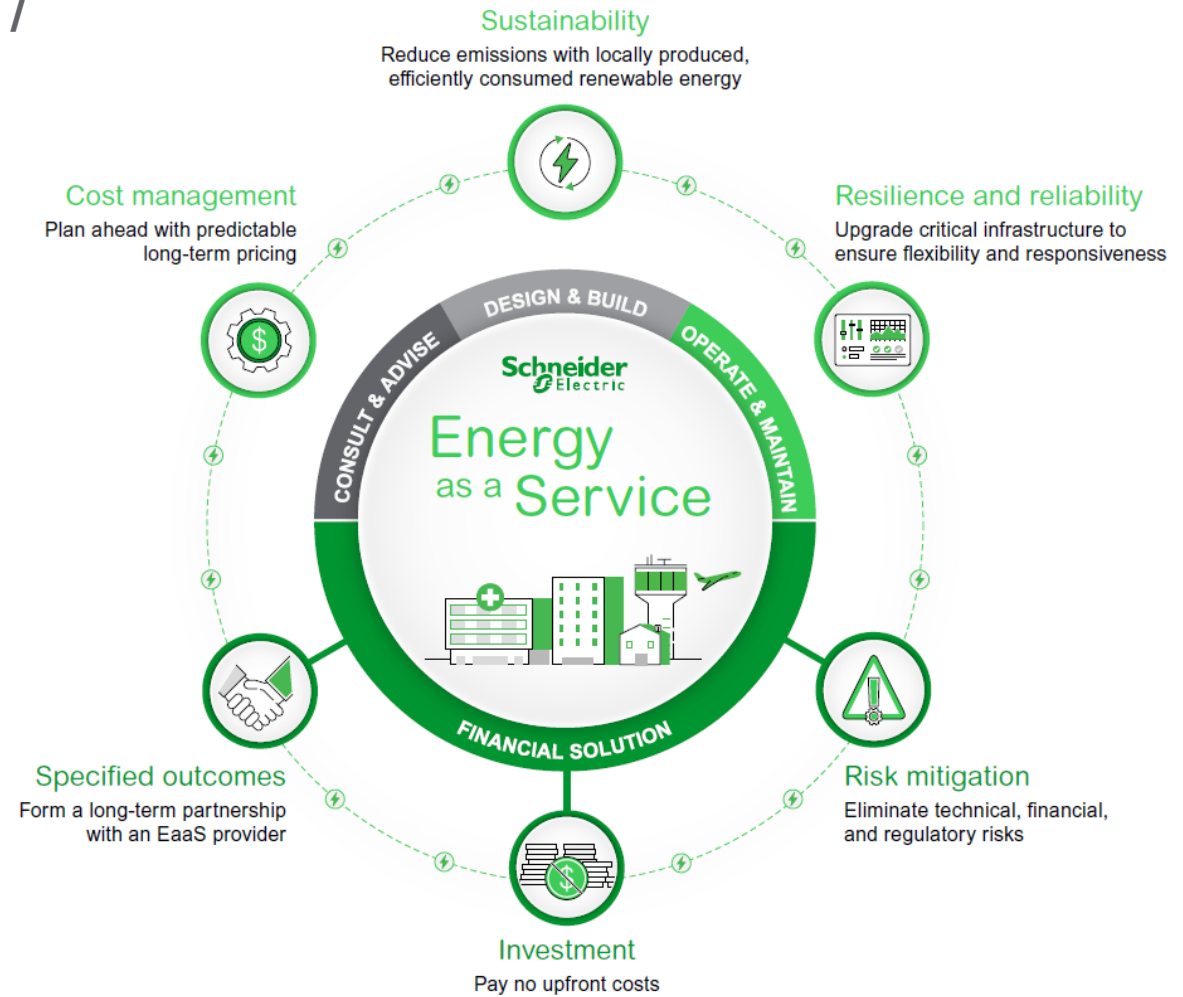 Sustainability
Reduce emissions with locally produced,
efficiently consumed renewable energy
Cost management
Plan ahead with predictable
long-term pricing
Resilience and reliability
Upgrade critical infrastructure to
ensure flexibility and responsiveness
CONSULT & ADVISE
DESIGN & BUILD
OPERATE & MAINTAIN
Schneider
Electric
Energy
as a Service
FINANCIAL SOLUTION
Specified outcomes
Form a long-term partnership
with an EaaS provider
Risk mitigation
Eliminate technical, financial,
and regulatory risks
Investment
Pay no upfront costs